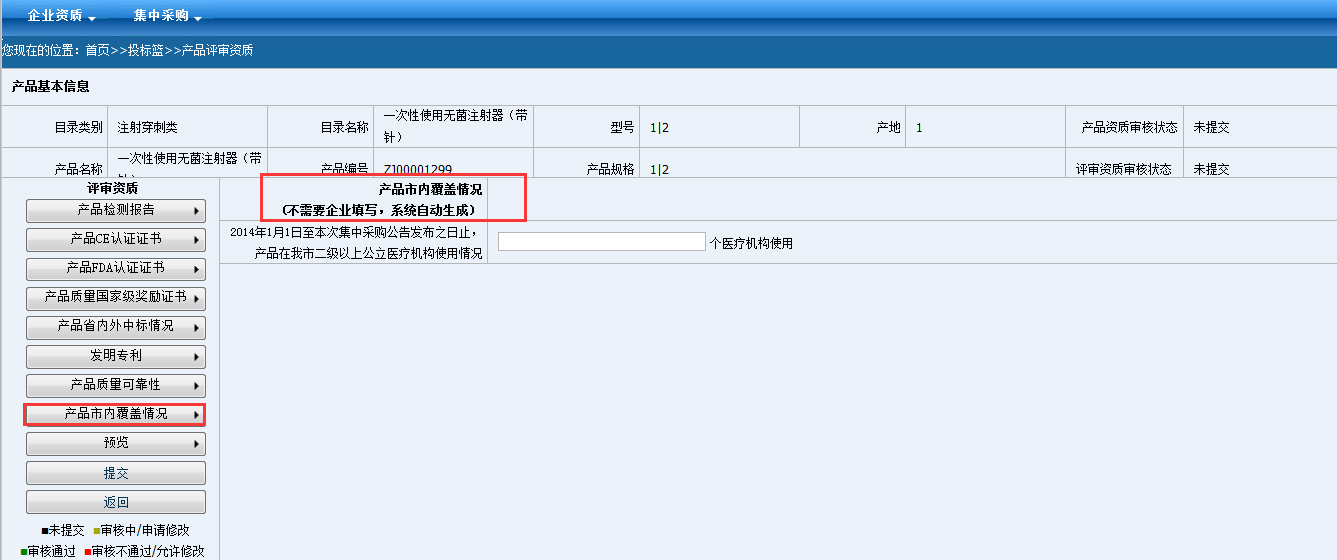 企业资质 集中采购
您现在的位置：首页>>投标篮>>产品评审资质
产品基本信息
目录类别 注射穿刺类 目录名称 一次性使用无菌注射器（带针） 型号 1|2 产地 1 产品资质审核状态 未提交
产品名称 一次性使用无菌注射器（带 产品编号 ZJ00001299 产品规格 1|2 评审资质审核状态 未提交
评审资质
产品检测报告
产品CE认证证书
产品FDA认证证书
产品质量国家级奖励证书
产品省内外中标情况
发明专利
产品质量可靠性
产品市内覆盖情况
预览
提交
返回
■未提交 ■审核中/申请修改
■审核通过 ■审核不通过/允许修改
产品市内覆盖情况
(不需要企业填写，系统自动生成)
2014年1月1日至本次集中采购公告发布之日止，
产品在我市二级以上公立医疗机构使用情况
个医疗机构使用